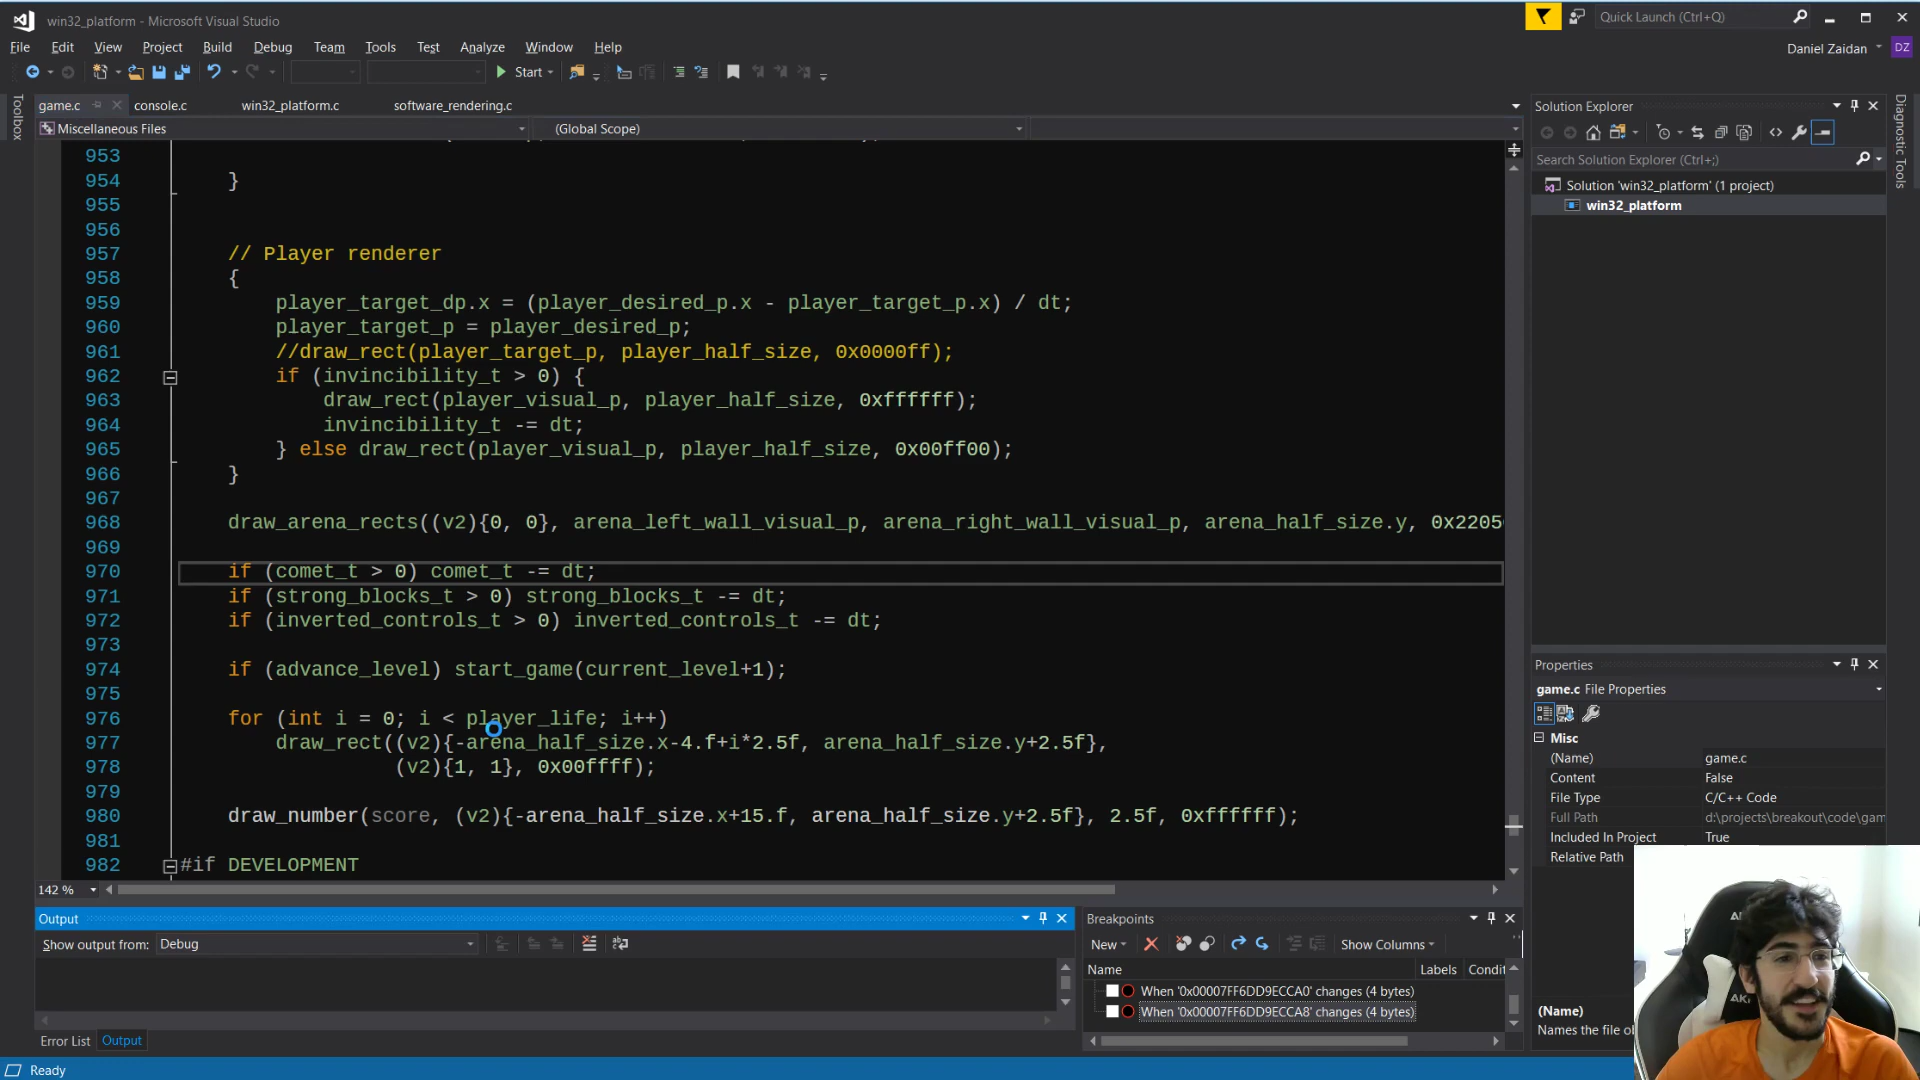 win32_platform - Microsoft Visual Studio
Quick Launch (Ctrl+Q)
File Edit View Project Build Debug Team Tools Test Analyze Window Help
Daniel Zaidan DZ
Start
Toolbox
game.c console.c win32_platform.c software_rendering.c
Miscellaneous Files (Global Scope)
953
954 }
955
956
957 // Player renderer
958 {
959 player_target_dp.x = (player_desired_p.x - player_target_p.x) / dt;
960 player_target_p = player_desired_p;
961 //draw_rect(player_target_p, player_half_size, 0x0000ff);
962 if (invincibility_t > 0) {
963 draw_rect(player_visual_p, player_half_size, 0xffffff);
964 invincibility_t -= dt;
965 } else draw_rect(player_visual_p, player_half_size, 0x00ff00);
966 }
967
968 draw_arena_rects((v2){0, 0}, arena_left_wall_visual_p, arena_right_wall_visual_p, arena_half_size.y, 0x2205
969
970 if (comet_t > 0) comet_t -= dt;
971 if (strong_blocks_t > 0) strong_blocks_t -= dt;
972 if (inverted_controls_t > 0) inverted_controls_t -= dt;
973
974 if (advance_level) start_game(current_level+1);
975
976 for (int i = 0; i < player_life; i++)
977 draw_rect((v2){-arena_half_size.x-4.f+i*2.5f, arena_half_size.y+2.5f},
978 (v2){1, 1}, 0x00ffff);
979
980 draw_number(score, (v2){-arena_half_size.x+15.f, arena_half_size.y+2.5f}, 2.5f, 0xffffff);
981
982 #if DEVELOPMENT
142 %
Output
Show output from: Debug
Error List Output
Breakpoints
New Show Columns
Name Labels Condit
When '0x00007FF6DD9ECCA0' changes (4 bytes)
When '0x00007FF6DD9ECCA8' changes (4 bytes)
Solution Explorer
Search Solution Explorer (Ctrl+;)
Solution 'win32_platform' (1 project)
win32_platform
Diagnostic Tools
Properties
game.c File Properties
Misc
(Name) game.c
Content False
File Type C/C++ Code
Full Path d:\projects\breakout\code\gam
Included In Project True
Relative Path
(Name)
Names the file ob
Ready